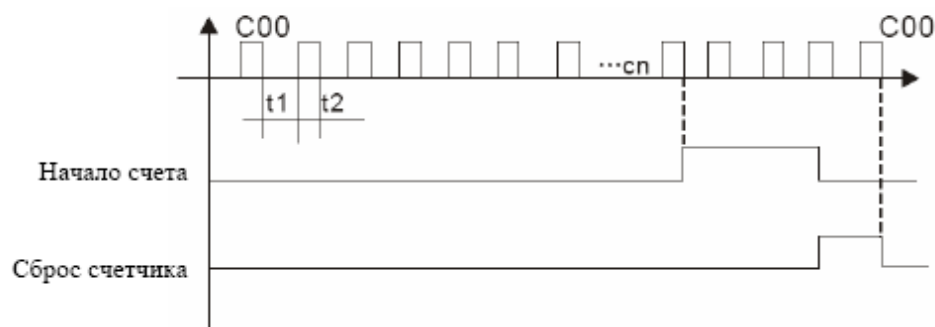 C00
C00
...cn
t1
t2
Начало счета
Сброс счетчика